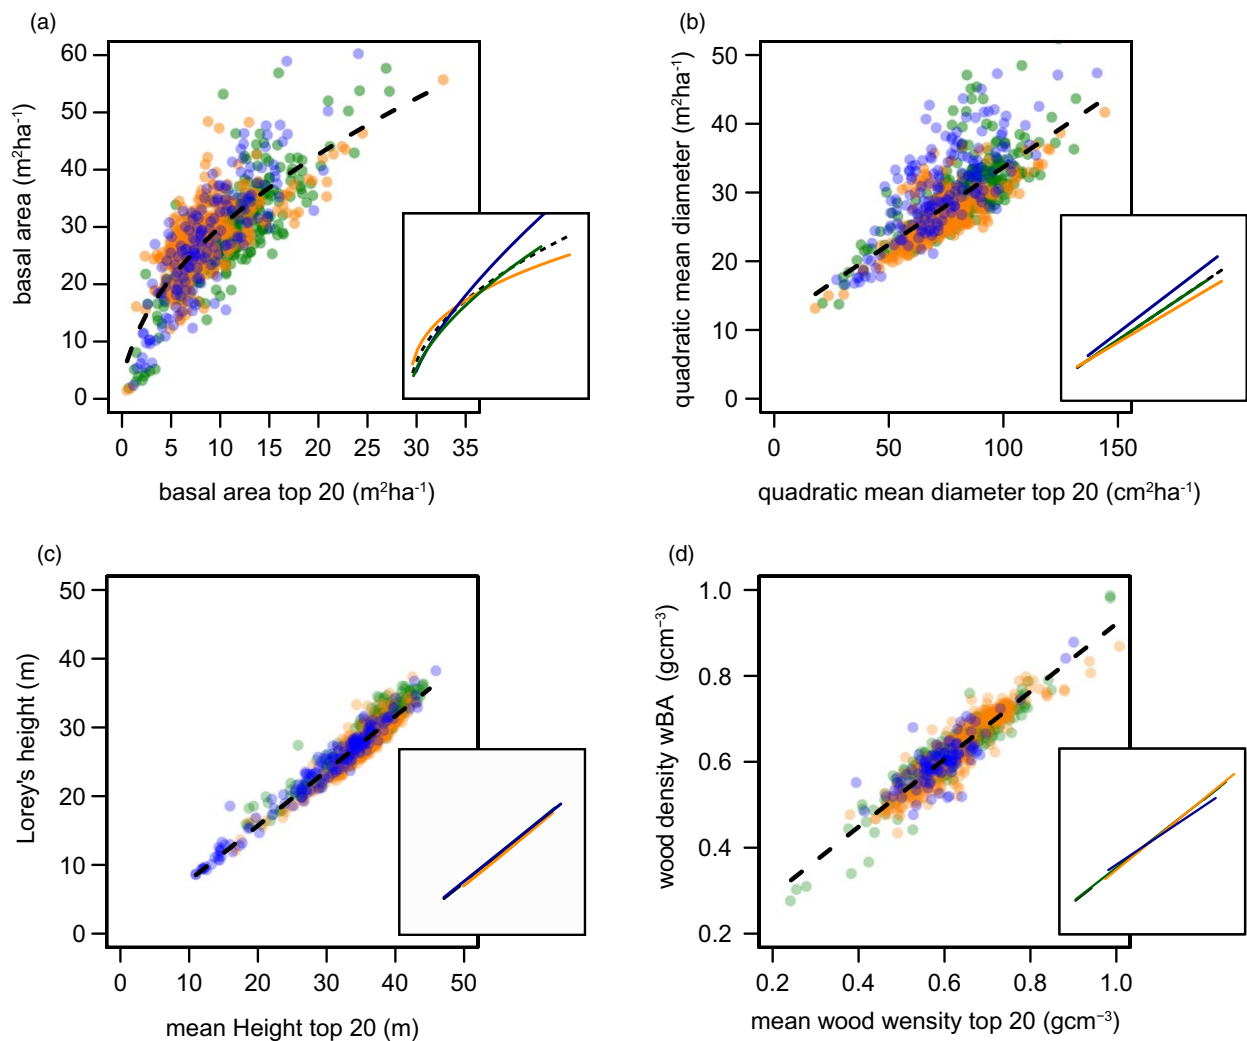 (a)
60
50
40
30
20
10
0
basal area (m²ha⁻¹)
0 5 10 15 20 25 30 35
basal area top 20 (m²ha⁻¹)
(b)
50
40
30
20
10
0
quadratic mean diameter (m²ha⁻¹)
0 50 100 150
quadratic mean diameter top 20 (cm²ha⁻¹)
(c)
50
40
30
20
10
0
Lorey's height (m)
0 10 20 30 40 50
mean Height top 20 (m)
(d)
1.0
0.8
0.6
0.4
0.2
wood density wBA (gcm⁻³)
0.2 0.4 0.6 0.8 1.0
mean wood wensity top 20 (gcm⁻³)